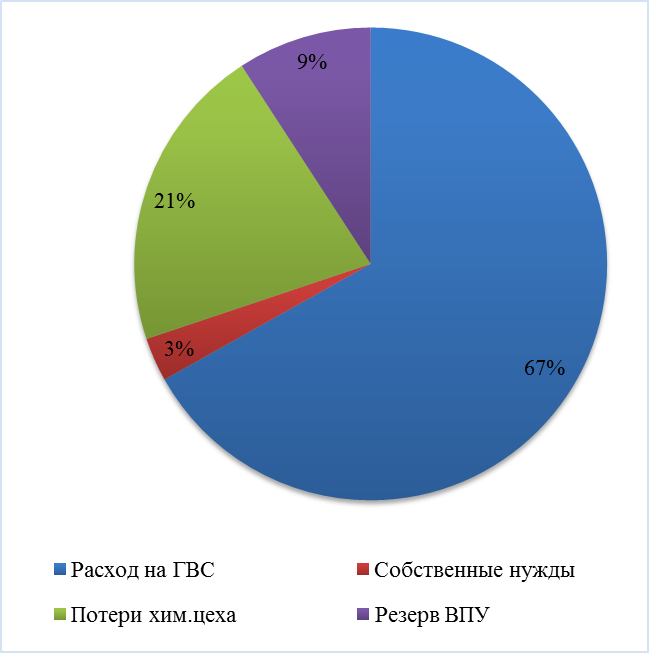 9%
21%
3%
67%
Расход на ГВС
Собственные нужды
Потери хим.цеха
Резерв ВПУ